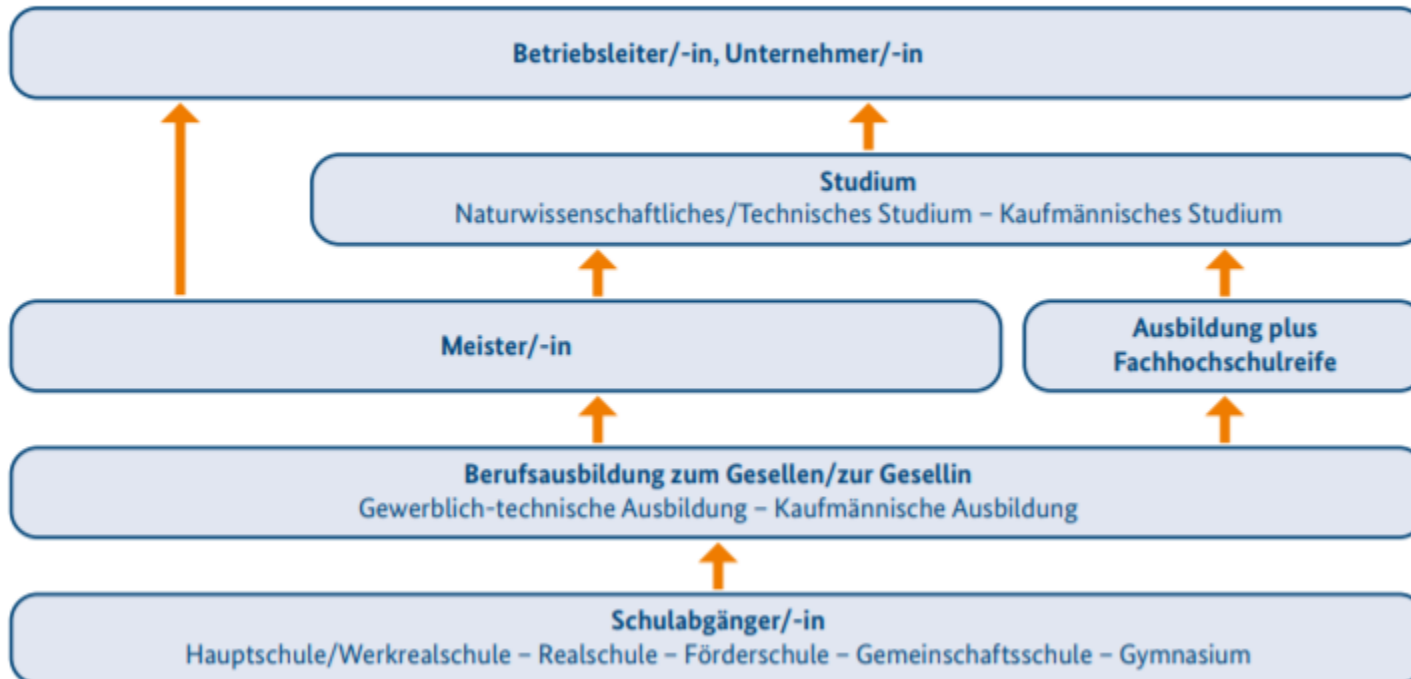 Betriebsleiter/-in, Unternehmer/-in
Studium
Naturwissenschaftliches/Technisches Studium – Kaufmännisches Studium
Meister/-in
Ausbildung plus
Fachhochschulreife
Berufsausbildung zum Gesellen/zur Gesellin
Gewerblich-technische Ausbildung – Kaufmännische Ausbildung
Schulabgänger/-in
Hauptschule/Werkrealschule – Realschule – Förderschule – Gemeinschaftsschule – Gymnasium